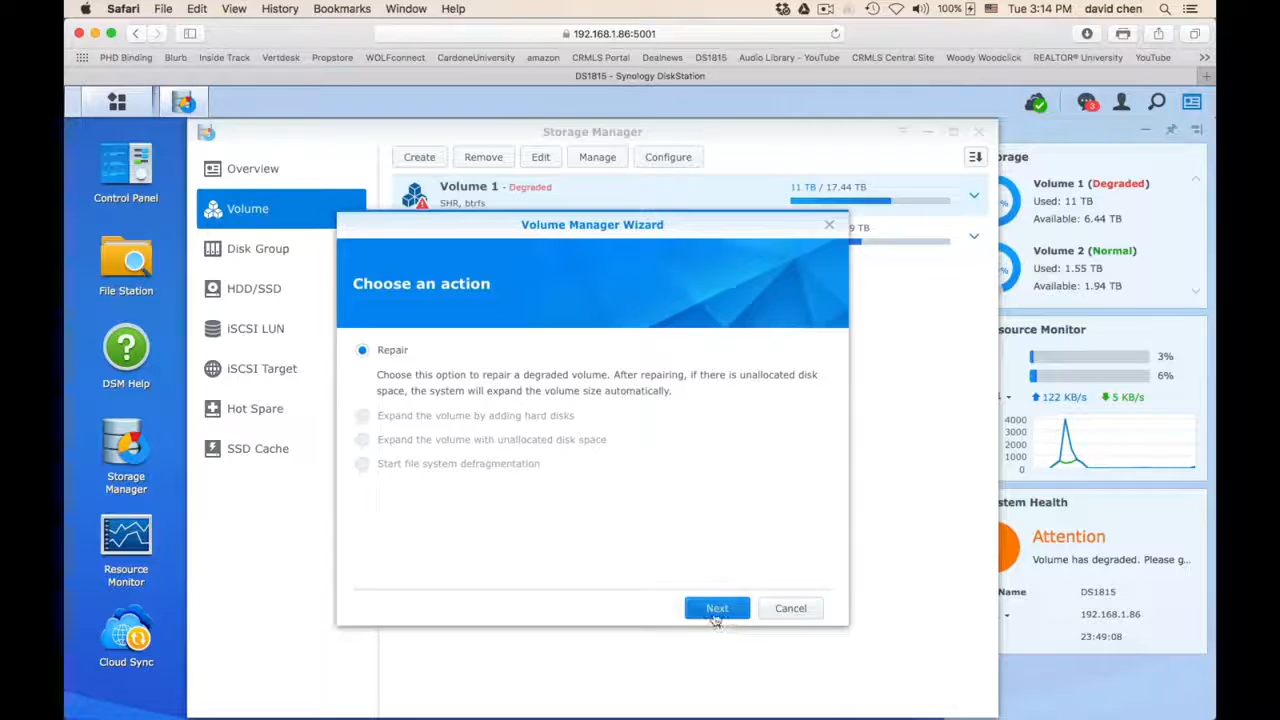 Safari File Edit View History Bookmarks Window Help 100% Tue 3:14 PM david chen
192.168.1.86:5001
PHD Binding Blurb Inside Track Vertdesk Propstore WOLFconnect CardoneUniversity amazon CRMLS Portal Dealnews DS1815 Audio Library - YouTube CRMLS Central Site Woody Woodclick REALTOR® University YouTube
DS1815 - Synology DiskStation
3
Control Panel
File Station
DSM Help
Storage
Manager
Resource
Monitor
Cloud Sync
Storage Manager
Overview
Volume
Disk Group
HDD/SSD
iSCSI LUN
iSCSI Target
Hot Spare
SSD Cache
Create Remove Edit Manage Configure
Volume 1 - Degraded 11 TB / 17.44 TB
SHR, btrfs
9 TB
Volume Manager Wizard
Choose an action
Repair
Choose this option to repair a degraded volume. After repairing, if there is unallocated disk
space, the system will expand the volume size automatically.
Expand the volume by adding hard disks
Expand the volume with unallocated disk space
Start file system defragmentation
Next Cancel
orage
%
Volume 1 (Degraded)
Used: 11 TB
Available: 6.44 TB
%
Volume 2 (Normal)
Used: 1.55 TB
Available: 1.94 TB
source Monitor
3%
6%
122 KB/s 5 KB/s
4000
3000
2000
1000
0
stem Health
Attention
Volume has degraded. Please g...
Name DS1815
192.168.1.86
23:49:08